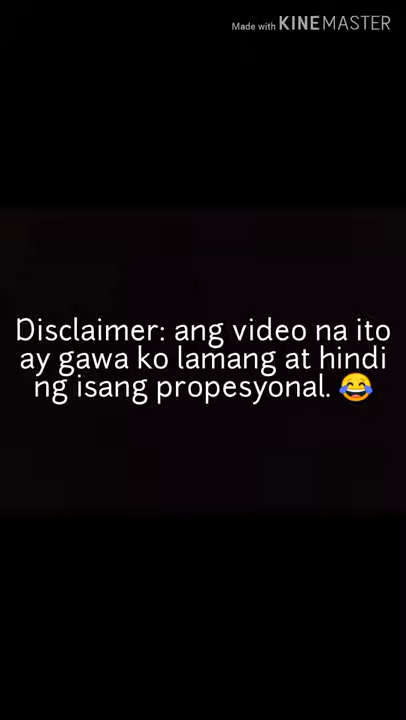 Made with KINEMASTER
Disclaimer: ang video na ito
ay gawa ko lamang at hindi
ng isang propesyonal. 😂